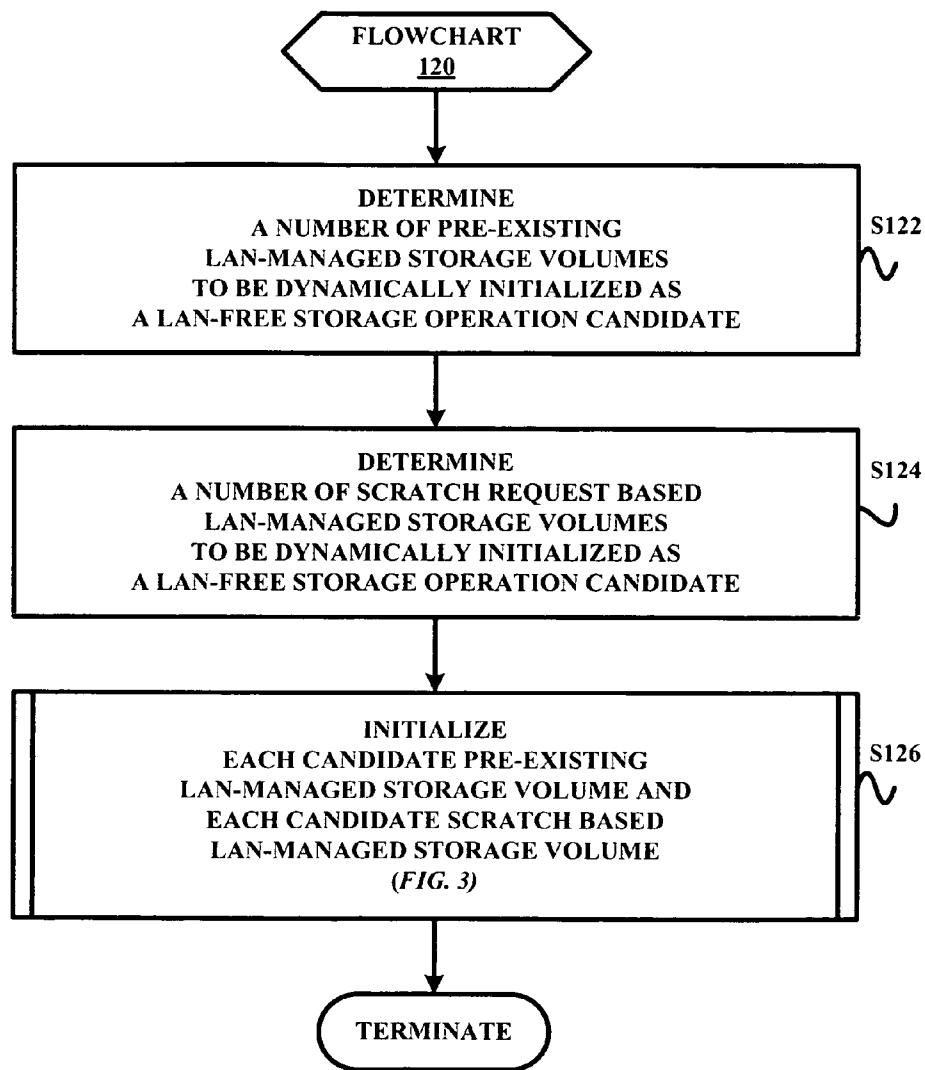 FLOWCHART
120
DETERMINE
A NUMBER OF PRE-EXISTING
LAN-MANAGED STORAGE VOLUMES
TO BE DYNAMICALLY INITIALIZED AS
A LAN-FREE STORAGE OPERATION CANDIDATE
S122
DETERMINE
A NUMBER OF SCRATCH REQUEST BASED
LAN-MANAGED STORAGE VOLUMES
TO BE DYNAMICALLY INITIALIZED AS
A LAN-FREE STORAGE OPERATION CANDIDATE
S124
INITIALIZE
EACH CANDIDATE PRE-EXISTING
LAN-MANAGED STORAGE VOLUME AND
EACH CANDIDATE SCRATCH BASED
LAN-MANAGED STORAGE VOLUME
(FIG. 3)
S126
TERMINATE